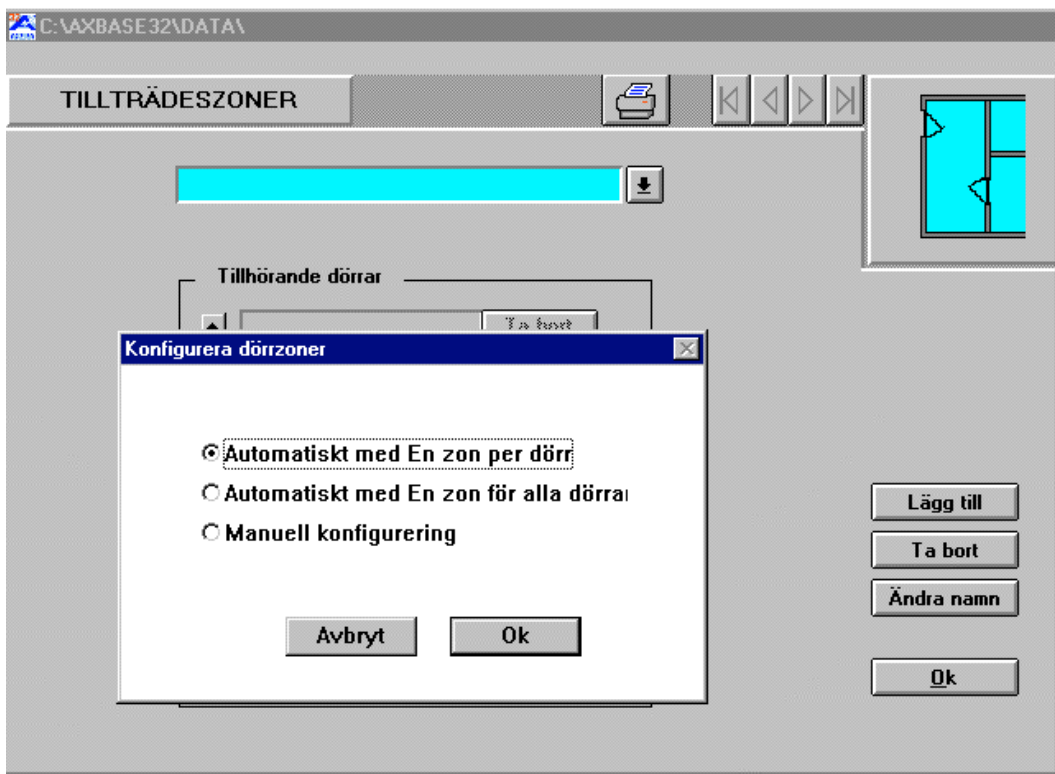 C:\AXBASE32\DATA\
TILLTRÄDESZONER
Tillhörande dörrar
Ta bort
Konfigurera dörrzoner
Automatiskt med En zon per dörr
Automatiskt med En zon för alla dörrar
Manuell konfigurering
Avbryt
Ok
Lägg till
Ta bort
Ändra namn
Ok